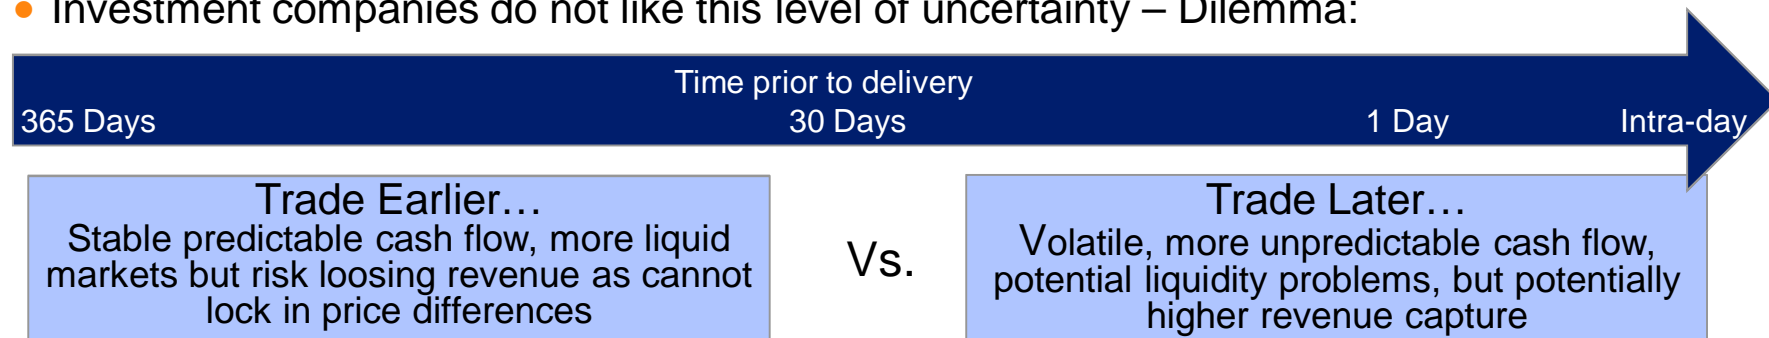 • Investment companies do not like this level of uncertainty – Dilemma:
Time prior to delivery
365 Days 30 Days 1 Day Intra-day
Trade Earlier…
Stable predictable cash flow, more liquid
markets but risk loosing revenue as cannot
lock in price differences
Vs.
Trade Later…
Volatile, more unpredictable cash flow,
potential liquidity problems, but potentially
higher revenue capture